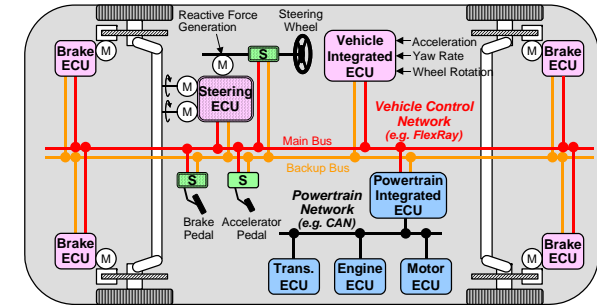 Reactive Force
Generation
Steering
Wheel
Brake
ECU
M
S
M
Vehicle
Integrated
ECU
Acceleration
Yaw Rate
Wheel Rotation
M
Brake
ECU
M
M
Steering
ECU
Vehicle Control
Network
(e.g. FlexRay)
Main Bus
Backup Bus
S
S
Brake
Pedal
Accelerator
Pedal
Powertrain
Network
(e.g. CAN)
Powertrain
Integrated
ECU
Brake
ECU
M
Trans.
ECU
Engine
ECU
Motor
ECU
M
Brake
ECU